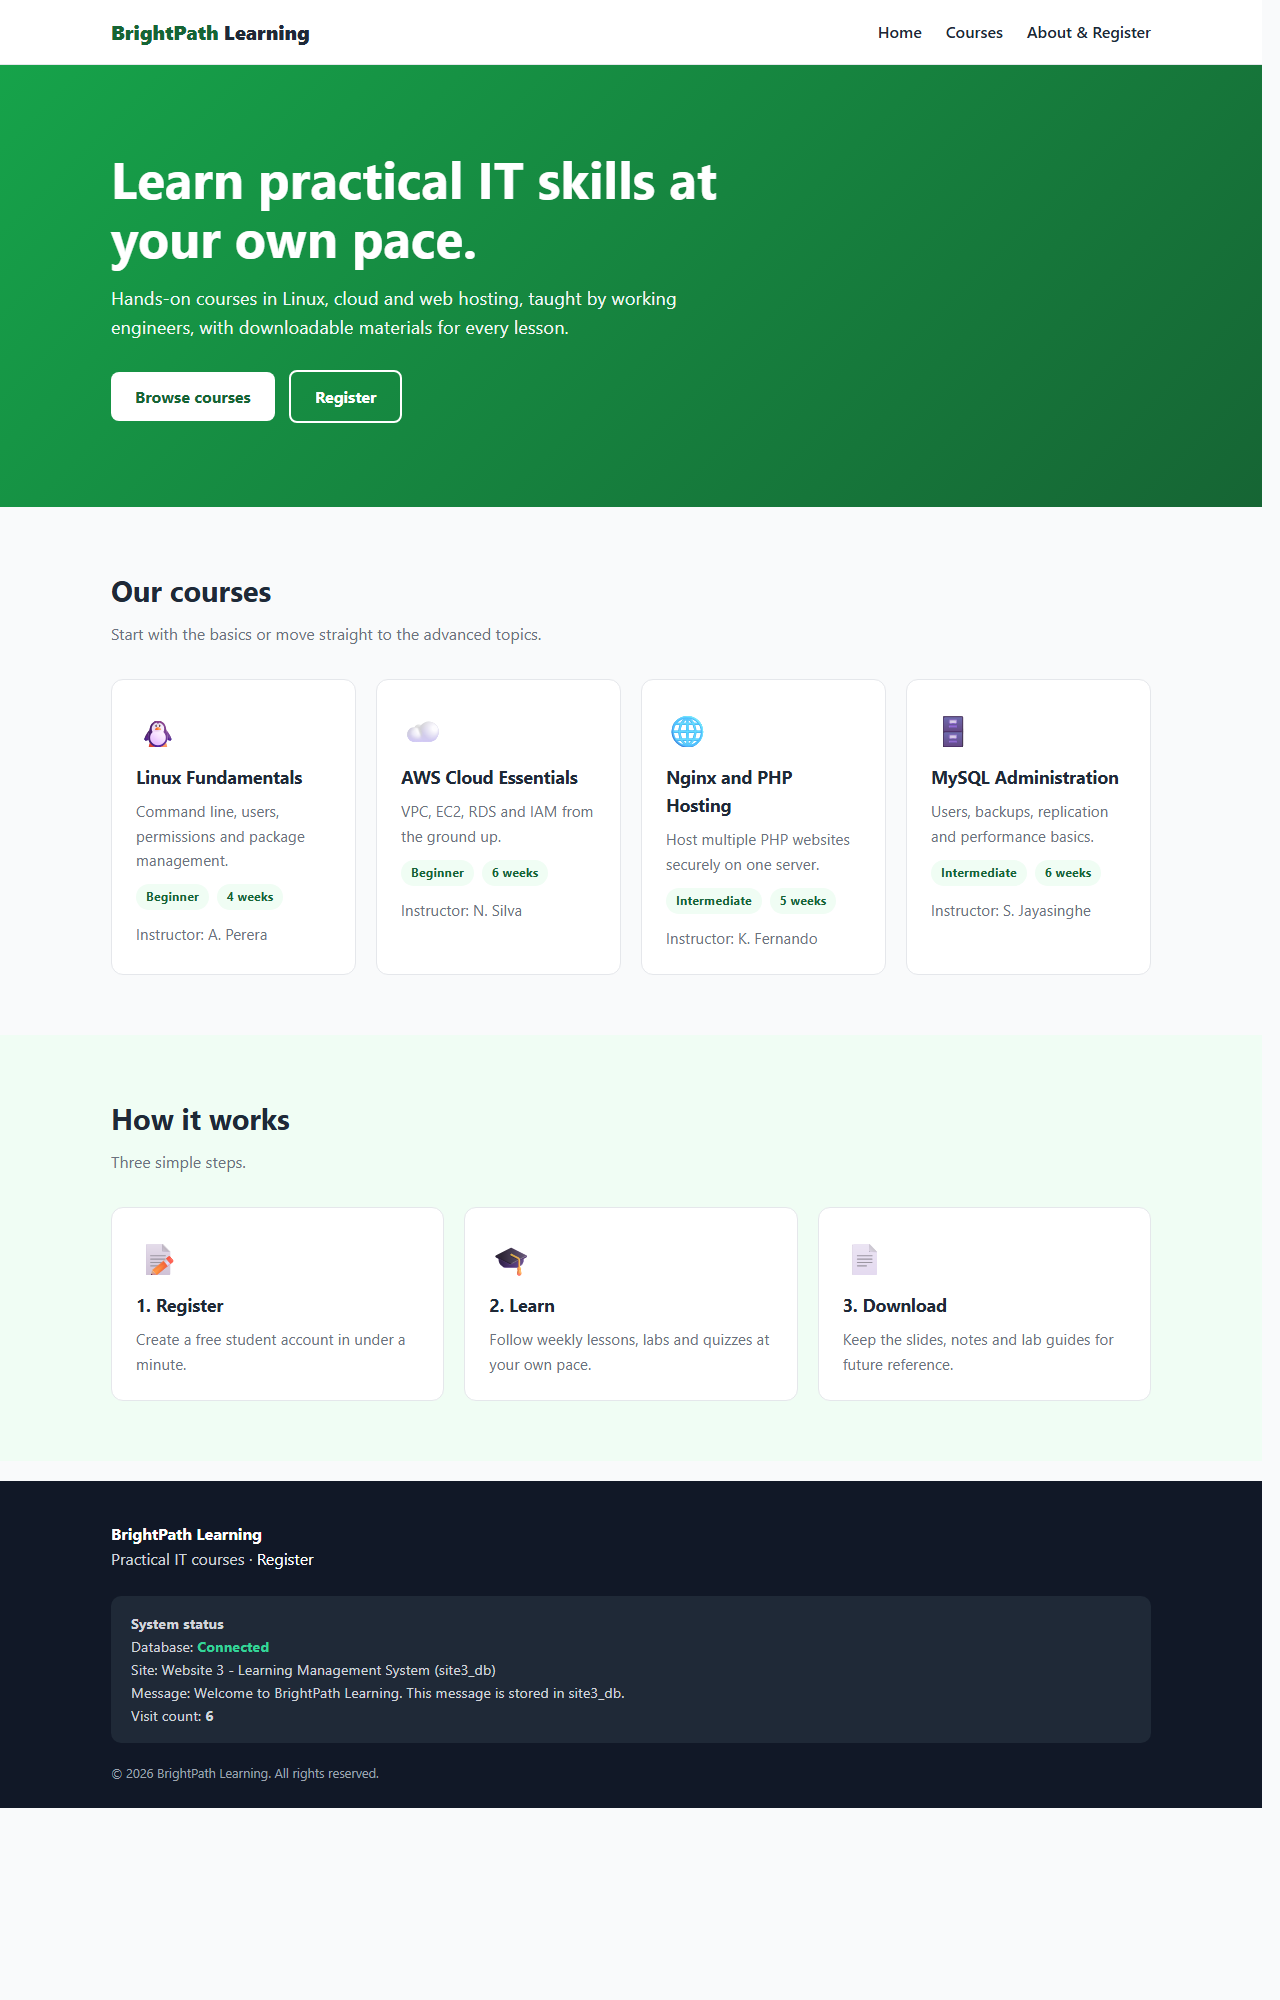 BrightPath Learning
Home Courses About & Register
Learn practical IT skills at
your own pace.
Hands-on courses in Linux, cloud and web hosting, taught by working
engineers, with downloadable materials for every lesson.
Browse courses Register
Our courses
Start with the basics or move straight to the advanced topics.
Linux Fundamentals
Command line, users,
permissions and package
management.
Beginner 4 weeks
Instructor: A. Perera
AWS Cloud Essentials
VPC, EC2, RDS and IAM from
the ground up.
Beginner 6 weeks
Instructor: N. Silva
Nginx and PHP
Hosting
Host multiple PHP websites
securely on one server.
Intermediate 5 weeks
Instructor: K. Fernando
MySQL Administration
Users, backups, replication
and performance basics.
Intermediate 6 weeks
Instructor: S. Jayasinghe
How it works
Three simple steps.
1. Register
Create a free student account in under a
minute.
2. Learn
Follow weekly lessons, labs and quizzes at
your own pace.
3. Download
Keep the slides, notes and lab guides for
future reference.
BrightPath Learning
Practical IT courses · Register
System status
Database: Connected
Site: Website 3 - Learning Management System (site3_db)
Message: Welcome to BrightPath Learning. This message is stored in site3_db.
Visit count: 6
© 2026 BrightPath Learning. All rights reserved.